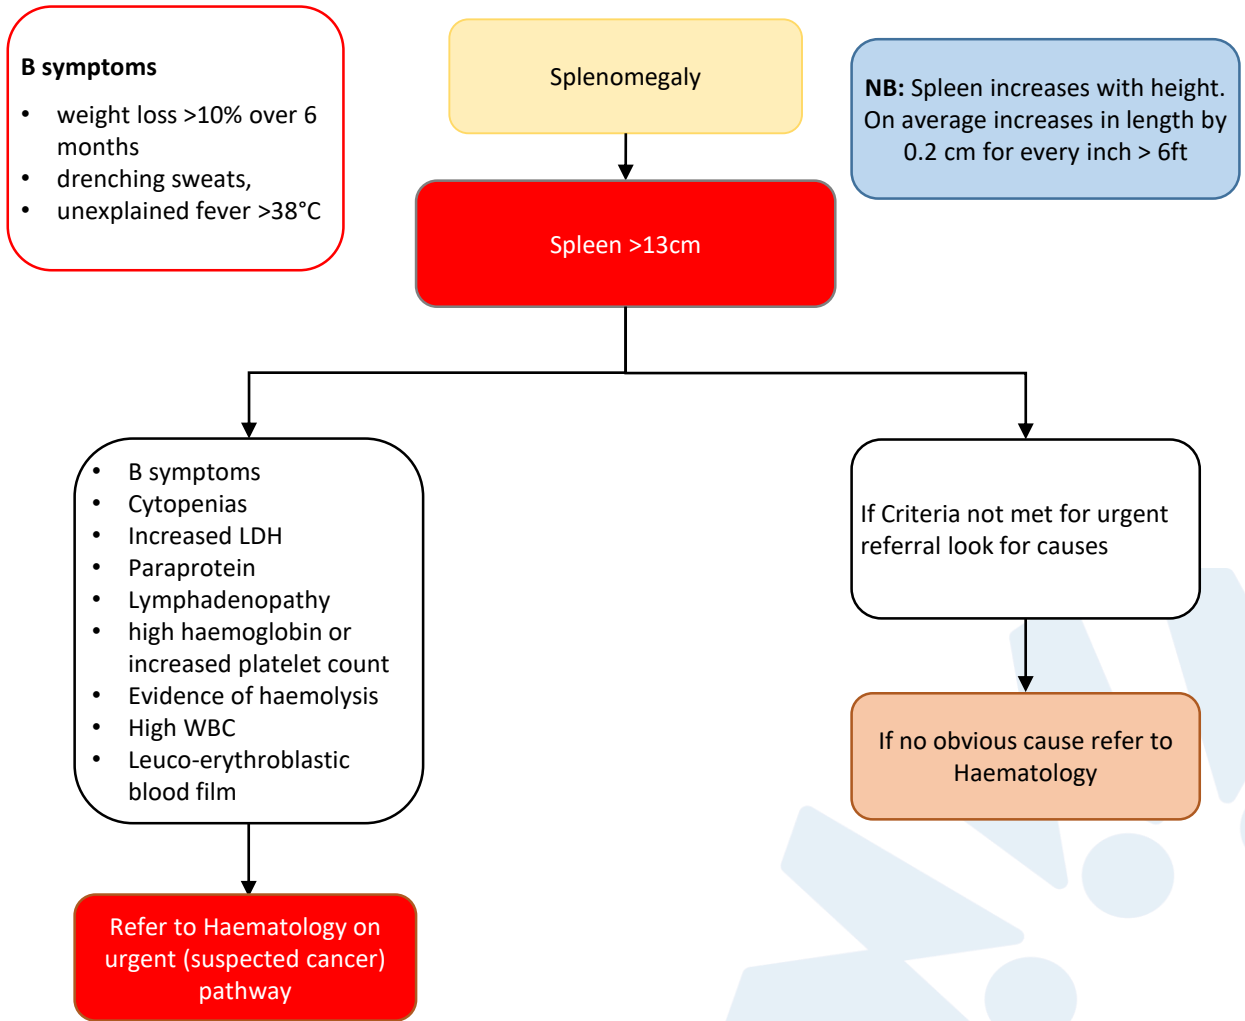 B symptoms
• weight loss >10% over 6
months
• drenching sweats,
• unexplained fever >38°C
Splenomegaly
NB: Spleen increases with height.
On average increases in length by
0.2 cm for every inch > 6ft
Spleen >13cm
• B symptoms
• Cytopenias
• Increased LDH
• Paraprotein
• Lymphadenopathy
• high haemoglobin or
increased platelet count
• Evidence of haemolysis
• High WBC
• Leuco-erythroblastic
blood film
If Criteria not met for urgent
referral look for causes
If no obvious cause refer to
Haematology
Refer to Haematology on
urgent (suspected cancer)
pathway